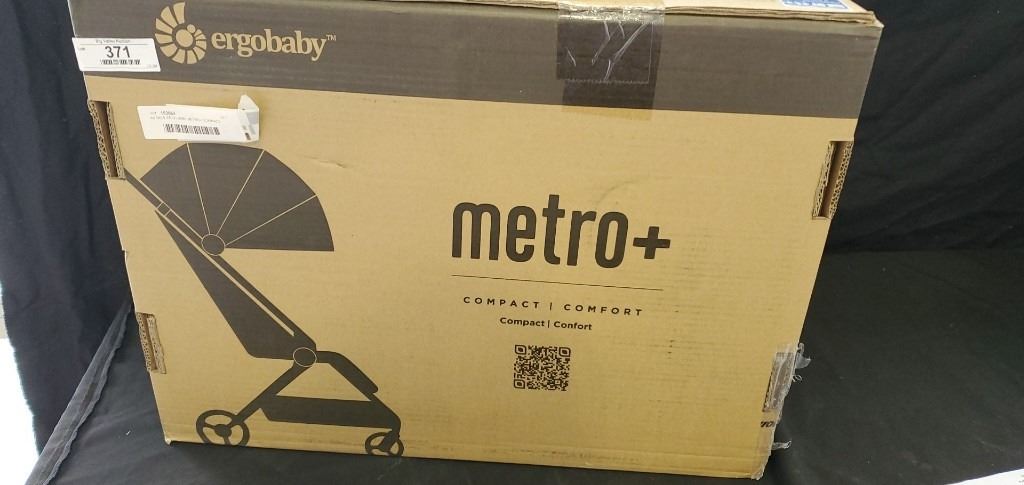 ergobaby™
371
metro+
COMPACT | COMFORT
Compact | Confort